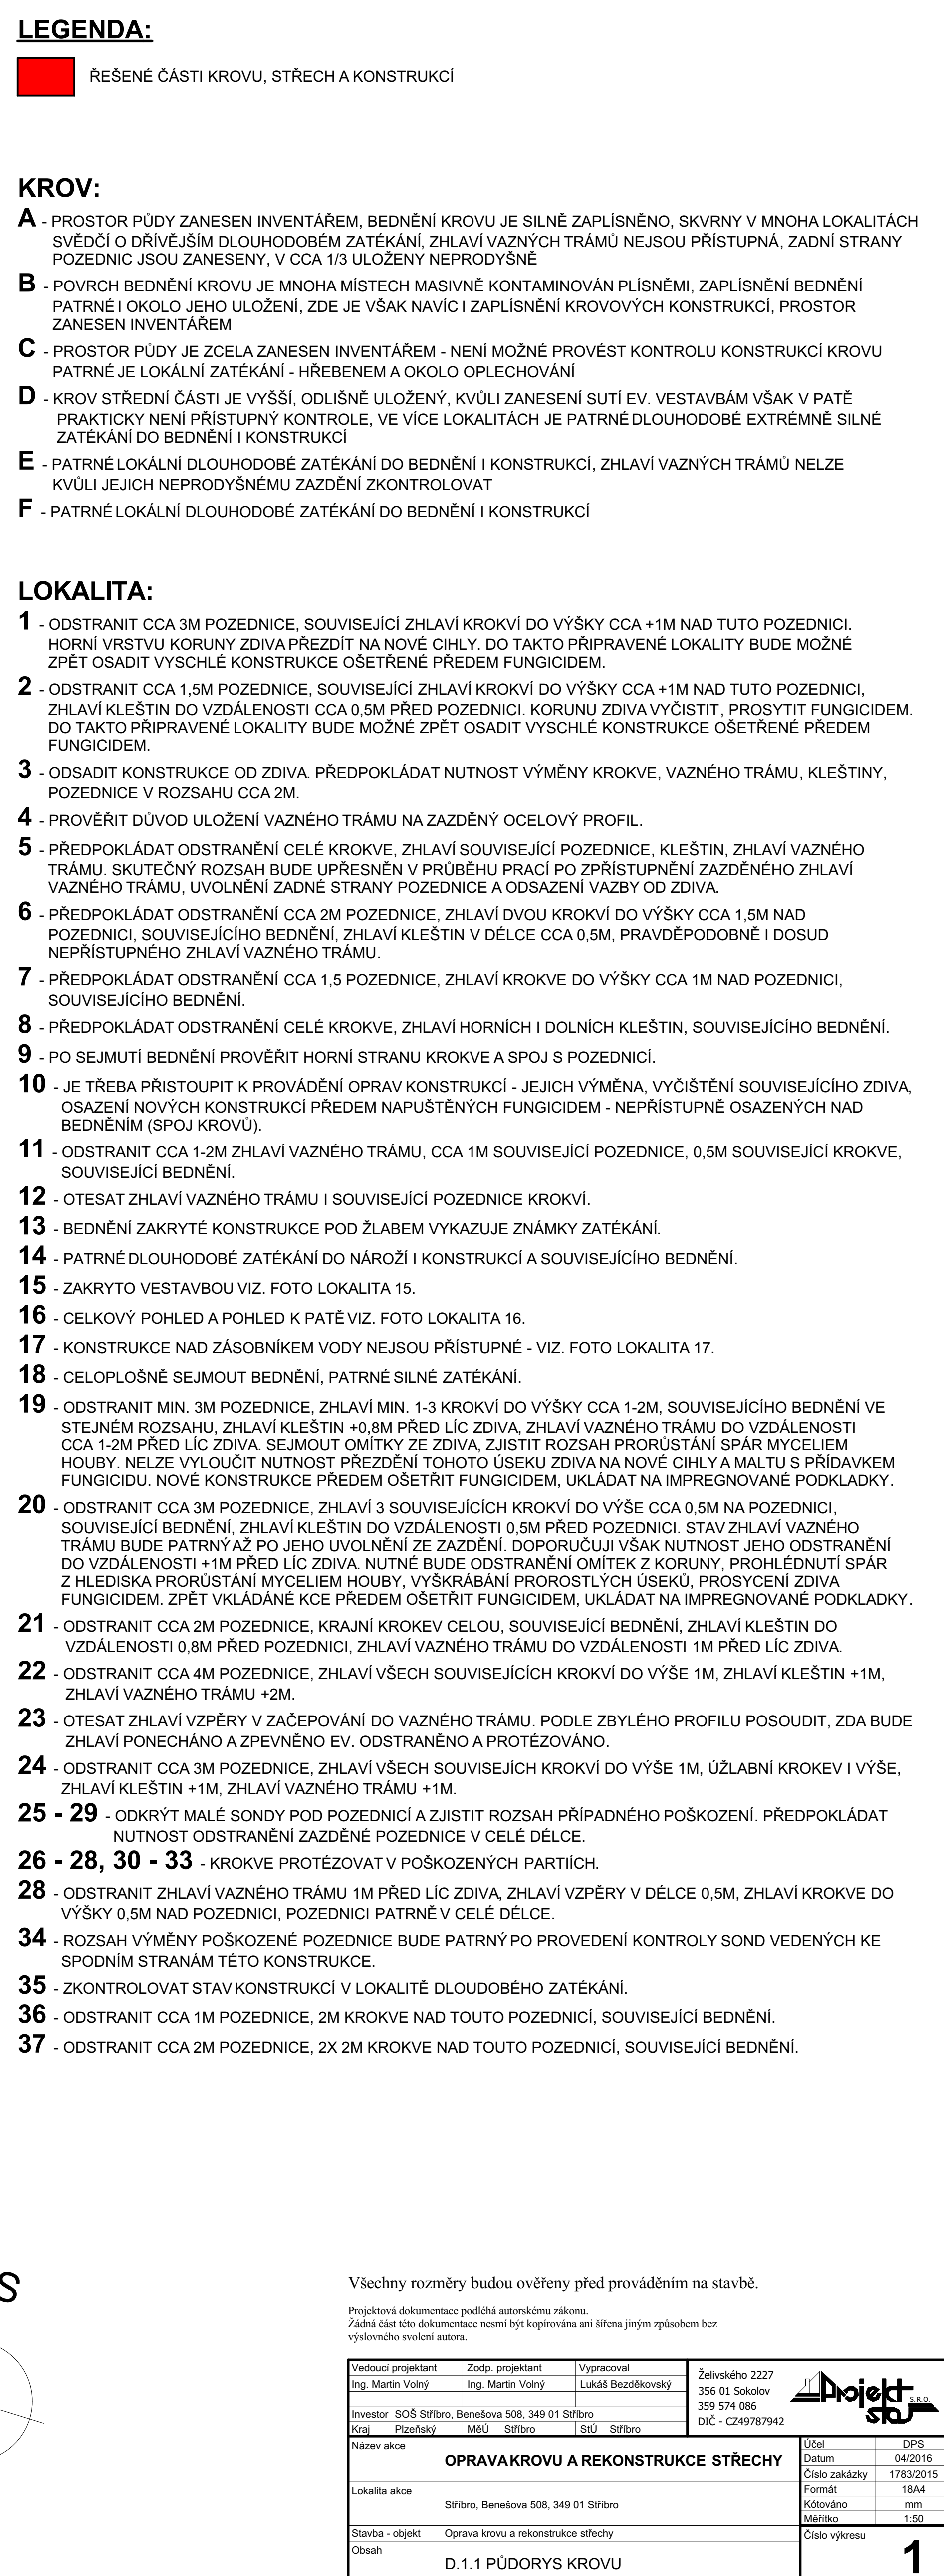 LEGENDA:
ŘEŠENÉ ČÁSTI KROVU, STŘECH A KONSTRUKCÍ
KROV:
A - PROSTOR PŮDY ZANESEN INVENTÁŘEM, BEDNĚNÍ KROVU JE SILNĚ ZAPLÍSNĚNO, SKVRNY V MNOHA LOKALITÁCH
SVĚDČÍ O DŘÍVĚJŠÍM DLOUHODOBÉM ZATÉKÁNÍ, ZHLAVÍ VAZNÝCH TRÁMŮ NEJSOU PŘÍSTUPNÁ, ZADNÍ STRANY
POZEDNIC JSOU ZANESENY, V CCA 1/3 ULOŽENY NEPRODYŠNĚ
B - POVRCH BEDNĚNÍ KROVU JE MNOHA MÍSTECH MASIVNĚ KONTAMINOVÁN PLÍSNĚMI, ZAPLÍSNĚNÍ BEDNĚNÍ
PATRNÉ I OKOLO JEHO ULOŽENÍ, ZDE JE VŠAK NAVÍC I ZAPLÍSNĚNÍ KROVOVÝCH KONSTRUKCÍ, PROSTOR
ZANESEN INVENTÁŘEM
C - PROSTOR PŮDY JE ZCELA ZANESEN INVENTÁŘEM - NENÍ MOŽNÉ PROVÉST KONTROLU KONSTRUKCÍ KROVU
PATRNÉ JE LOKÁLNÍ ZATÉKÁNÍ - HŘEBENEM A OKOLO OPLECHOVÁNÍ
D - KROV STŘEDNÍ ČÁSTI JE VYŠŠÍ, ODLIŠNĚ ULOŽENÝ, KVŮLI ZANESENÍ SUTÍ EV. VESTAVBÁM VŠAK V PATĚ
PRAKTICKY NENÍ PŘÍSTUPNÝ KONTROLE, VE VÍCE LOKALITÁCH JE PATRNÉ DLOUHODOBÉ EXTRÉMNĚ SILNÉ
ZATÉKÁNÍ DO BEDNĚNÍ I KONSTRUKCÍ
E - PATRNÉ LOKÁLNÍ DLOUHODOBÉ ZATÉKÁNÍ DO BEDNĚNÍ I KONSTRUKCÍ, ZHLAVÍ VAZNÝCH TRÁMŮ NELZE
KVŮLI JEJICH NEPRODYŠNÉMU ZAZDĚNÍ ZKONTROLOVAT
F - PATRNÉ LOKÁLNÍ DLOUHODOBÉ ZATÉKÁNÍ DO BEDNĚNÍ I KONSTRUKCÍ
LOKALITA:
1 - ODSTRANIT CCA 3M POZEDNICE, SOUVISEJÍCÍ ZHLAVÍ KROKVÍ DO VÝŠKY CCA +1M NAD TUTO POZEDNICI.
HORNÍ VRSTVU KORUNY ZDIVA PŘEZDÍT NA NOVÉ CIHLY. DO TAKTO PŘIPRAVENÉ LOKALITY BUDE MOŽNÉ
ZPĚT OSADIT VYSCHLÉ KONSTRUKCE OŠETŘENÉ PŘEDEM FUNGICIDEM.
2 - ODSTRANIT CCA 1,5M POZEDNICE, SOUVISEJÍCÍ ZHLAVÍ KROKVÍ DO VÝŠKY CCA +1M NAD TUTO POZEDNICI,
ZHLAVÍ KLEŠTIN DO VZDÁLENOSTI CCA 0,5M PŘED POZEDNICI. KORUNU ZDIVA VYČISTIT, PROSYTIT FUNGICIDEM.
DO TAKTO PŘIPRAVENÉ LOKALITY BUDE MOŽNÉ ZPĚT OSADIT VYSCHLÉ KONSTRUKCE OŠETŘENÉ PŘEDEM
FUNGICIDEM.
3 - ODSADIT KONSTRUKCE OD ZDIVA. PŘEDPOKLÁDAT NUTNOST VÝMĚNY KROKVE, VAZNÉHO TRÁMU, KLEŠTINY,
POZEDNICE V ROZSAHU CCA 2M.
4 - PROVĚŘIT DŮVOD ULOŽENÍ VAZNÉHO TRÁMU NA ZAZDĚNÝ OCELOVÝ PROFIL.
5 - PŘEDPOKLÁDAT ODSTRANĚNÍ CELÉ KROKVE, ZHLAVÍ SOUVISEJÍCÍ POZEDNICE, KLEŠTIN, ZHLAVÍ VAZNÉHO
TRÁMU. SKUTEČNÝ ROZSAH BUDE UPŘESNĚN V PRŮBĚHU PRACÍ PO ZPŘÍSTUPNĚNÍ ZAZDĚNÉHO ZHLAVÍ
VAZNÉHO TRÁMU, UVOLNĚNÍ ZADNÉ STRANY POZEDNICE A ODSAZENÍ VAZBY OD ZDIVA.
6 - PŘEDPOKLÁDAT ODSTRANĚNÍ CCA 2M POZEDNICE, ZHLAVÍ DVOU KROKVÍ DO VÝŠKY CCA 1,5M NAD
POZEDNICI, SOUVISEJÍCÍHO BEDNĚNÍ, ZHLAVÍ KLEŠTIN V DÉLCE CCA 0,5M, PRAVDĚPODOBNĚ I DOSUD
NEPŘÍSTUPNÉHO ZHLAVÍ VAZNÉHO TRÁMU.
7 - PŘEDPOKLÁDAT ODSTRANĚNÍ CCA 1,5 POZEDNICE, ZHLAVÍ KROKVE DO VÝŠKY CCA 1M NAD POZEDNICI,
SOUVISEJÍCÍHO BEDNĚNÍ.
8 - PŘEDPOKLÁDAT ODSTRANĚNÍ CELÉ KROKVE, ZHLAVÍ HORNÍCH I DOLNÍCH KLEŠTIN, SOUVISEJÍCÍHO BEDNĚNÍ.
9 - PO SEJMUTÍ BEDNĚNÍ PROVĚŘIT HORNÍ STRANU KROKVE A SPOJ S POZEDNICÍ.
10 - JE TŘEBA PŘISTOUPIT K PROVÁDĚNÍ OPRAV KONSTRUKCÍ - JEJICH VÝMĚNA, VYČIŠTĚNÍ SOUVISEJÍCÍHO ZDIVA,
OSAZENÍ NOVÝCH KONSTRUKCÍ PŘEDEM NAPUŠTĚNÝCH FUNGICIDEM - NEPŘÍSTUPNĚ OSAZENÝCH NAD
BEDNĚNÍM (SPOJ KROVŮ).
11 - ODSTRANIT CCA 1-2M ZHLAVÍ VAZNÉHO TRÁMU, CCA 1M SOUVISEJÍCÍ POZEDNICE, 0,5M SOUVISEJÍCÍ KROKVE,
SOUVISEJÍCÍ BEDNĚNÍ.
12 - OTESAT ZHLAVÍ VAZNÉHO TRÁMU I SOUVISEJÍCÍ POZEDNICE KROKVÍ.
13 - BEDNĚNÍ ZAKRYTÉ KONSTRUKCE POD ŽLABEM VYKAZUJE ZNÁMKY ZATÉKÁNÍ.
14 - PATRNÉ DLOUHODOBÉ ZATÉKÁNÍ DO NÁROŽÍ I KONSTRUKCÍ A SOUVISEJÍCÍHO BEDNĚNÍ.
15 - ZAKRYTO VESTAVBOU VIZ. FOTO LOKALITA 15.
16 - CELKOVÝ POHLED A POHLED K PATĚ VIZ. FOTO LOKALITA 16.
17 - KONSTRUKCE NAD ZÁSOBNÍKEM VODY NEJSOU PŘÍSTUPNÉ - VIZ. FOTO LOKALITA 17.
18 - CELOPLOŠNĚ SEJMOUT BEDNĚNÍ, PATRNÉ SILNÉ ZATÉKÁNÍ.
19 - ODSTRANIT MIN. 3M POZEDNICE, ZHLAVÍ MIN. 1-3 KROKVÍ DO VÝŠKY CCA 1-2M, SOUVISEJÍCÍHO BEDNĚNÍ VE
STEJNÉM ROZSAHU, ZHLAVÍ KLEŠTIN +0,8M PŘED LÍC ZDIVA, ZHLAVÍ VAZNÉHO TRÁMU DO VZDÁLENOSTI
CCA 1-2M PŘED LÍC ZDIVA. SEJMOUT OMÍTKY ZE ZDIVA, ZJISTIT ROZSAH PRORŮSTÁNÍ SPÁR MYCELIEM
HOUBY. NELZE VYLOUČIT NUTNOST PŘEZDĚNÍ TOHOTO ÚSEKU ZDIVA NA NOVÉ CIHLY A MALTU S PŘÍDAVKEM
FUNGICIDU. NOVÉ KONSTRUKCE PŘEDEM OŠETŘIT FUNGICIDEM, UKLÁDAT NA IMPREGNOVANÉ PODKLADKY.
20 - ODSTRANIT CCA 3M POZEDNICE, ZHLAVÍ 3 SOUVISEJÍCÍCH KROKVÍ DO VÝŠE CCA 0,5M NA POZEDNICI,
SOUVISEJÍCÍ BEDNĚNÍ, ZHLAVÍ KLEŠTIN DO VZDÁLENOSTI 0,5M PŘED POZEDNICI. STAV ZHLAVÍ VAZNÉHO
TRÁMU BUDE PATRNÝ AŽ PO JEHO UVOLNĚNÍ ZE ZAZDĚNÍ. DOPORUČUJI VŠAK NUTNOST JEHO ODSTRANĚNÍ
DO VZDÁLENOSTI +1M PŘED LÍC ZDIVA. NUTNÉ BUDE ODSTRANĚNÍ OMÍTEK Z KORUNY, PROHLÉDNUTÍ SPÁR
Z HLEDISKA PRORŮSTÁNÍ MYCELIEM HOUBY, VYŠKRÁBÁNÍ PROROSTLÝCH ÚSEKŮ, PROSYCENÍ ZDIVA
FUNGICIDEM. ZPĚT VKLÁDÁNÉ KCE PŘEDEM OŠETŘIT FUNGICIDEM, UKLÁDAT NA IMPREGNOVANÉ PODKLADKY.
21 - ODSTRANIT CCA 2M POZEDNICE, KRAJNÍ KROKEV CELOU, SOUVISEJÍCÍ BEDNĚNÍ, ZHLAVÍ KLEŠTIN DO
VZDÁLENOSTI 0,8M PŘED POZEDNICI, ZHLAVÍ VAZNÉHO TRÁMU DO VZDÁLENOSTI 1M PŘED LÍC ZDIVA.
22 - ODSTRANIT CCA 4M POZEDNICE, ZHLAVÍ VŠECH SOUVISEJÍCÍCH KROKVÍ DO VÝŠE 1M, ZHLAVÍ KLEŠTIN +1M,
ZHLAVÍ VAZNÉHO TRÁMU +2M.
23 - OTESAT ZHLAVÍ VZPĚRY V ZAČEPOVÁNÍ DO VAZNÉHO TRÁMU. PODLE ZBYLÉHO PROFILU POSOUDIT, ZDA BUDE
ZHLAVÍ PONECHÁNO A ZPEVNĚNO EV. ODSTRANĚNO A PROTÉZOVÁNO.
24 - ODSTRANIT CCA 3M POZEDNICE, ZHLAVÍ VŠECH SOUVISEJÍCH KROKVÍ DO VÝŠE 1M, ÚŽLABNÍ KROKEV I VÝŠE,
ZHLAVÍ KLEŠTIN +1M, ZHLAVÍ VAZNÉHO TRÁMU +1M.
25 - 29 - ODKRÝT MALÉ SONDY POD POZEDNICÍ A ZJISTIT ROZSAH PŘÍPADNÉHO POŠKOZENÍ. PŘEDPOKLÁDAT
NUTNOST ODSTRANĚNÍ ZAZDĚNÉ POZEDNICE V CELÉ DÉLCE.
26 - 28, 30 - 33 - KROKVE PROTÉZOVAT V POŠKOZENÝCH PARTIÍCH.
28 - ODSTRANIT ZHLAVÍ VAZNÉHO TRÁMU 1M PŘED LÍC ZDIVA, ZHLAVÍ VZPĚRY V DÉLCE 0,5M, ZHLAVÍ KROKVE DO
VÝŠKY 0,5M NAD POZEDNICI, POZEDNICI PATRNĚ V CELÉ DÉLCE.
34 - ROZSAH VÝMĚNY POŠKOZENÉ POZEDNICE BUDE PATRNÝ PO PROVEDENÍ KONTROLY SOND VEDENÝCH KE
SPODNÍM STRANÁM TÉTO KONSTRUKCE.
35 - ZKONTROLOVAT STAV KONSTRUKCÍ V LOKALITĚ DLOUDOBÉHO ZATÉKÁNÍ.
36 - ODSTRANIT CCA 1M POZEDNICE, 2M KROKVE NAD TOUTO POZEDNICÍ, SOUVISEJÍCÍ BEDNĚNÍ.
37 - ODSTRANIT CCA 2M POZEDNICE, 2X 2M KROKVE NAD TOUTO POZEDNICÍ, SOUVISEJÍCÍ BEDNĚNÍ.
S
Všechny rozměry budou ověřeny před prováděním na stavbě.
Projektová dokumentace podléhá autorskému zákonu.
Žádná část této dokumentace nesmí být kopírována ani šířena jiným způsobem bez
výslovného svolení autora.
Vedoucí projektant Zodp. projektant Vypracoval
Ing. Martin Volný Ing. Martin Volný Lukáš Bezděkovský
Investor SOŠ Stříbro, Benešova 508, 349 01 Stříbro
Kraj Plzeňský MěÚ Stříbro StÚ Stříbro
Želivského 2227
356 01 Sokolov
359 574 086
DIČ - CZ49787942
Projekt stav s.r.o.
Název akce
OPRAVA KROVU A REKONSTRUKCE STŘECHY
Účel DPS
Datum 04/2016
Číslo zakázky 1783/2015
Formát 18A4
Kótováno mm
Měřítko 1:50
Lokalita akce
Stříbro, Benešova 508, 349 01 Stříbro
Stavba - objekt Oprava krovu a rekonstrukce střechy
Obsah
D.1.1 PŮDORYS KROVU
Číslo výkresu
1